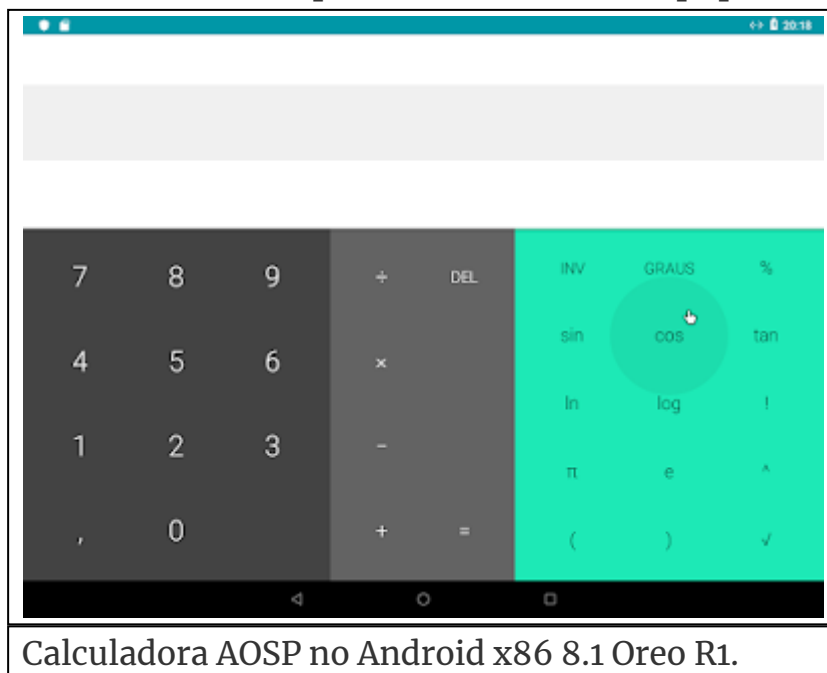 20:18
7 8 9 ÷ DEL INV GRAUS %
sin cos tan
4 5 6 ×
ln log !
1 2 3 −
π e ^
, 0 + = ( ) √
Calculadora AOSP no Android x86 8.1 Oreo R1.